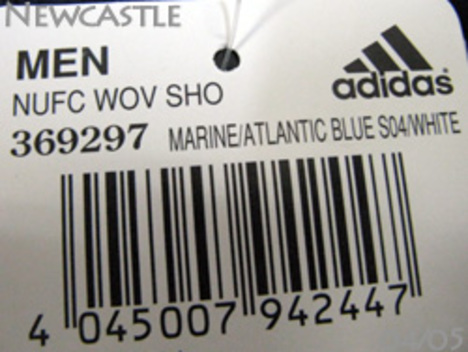 NEWCASTLE
MEN
adidas
NUFC WOV SHO
369297 MARINE/ATLANTIC BLUE S04/WHITE
4 045007 942447